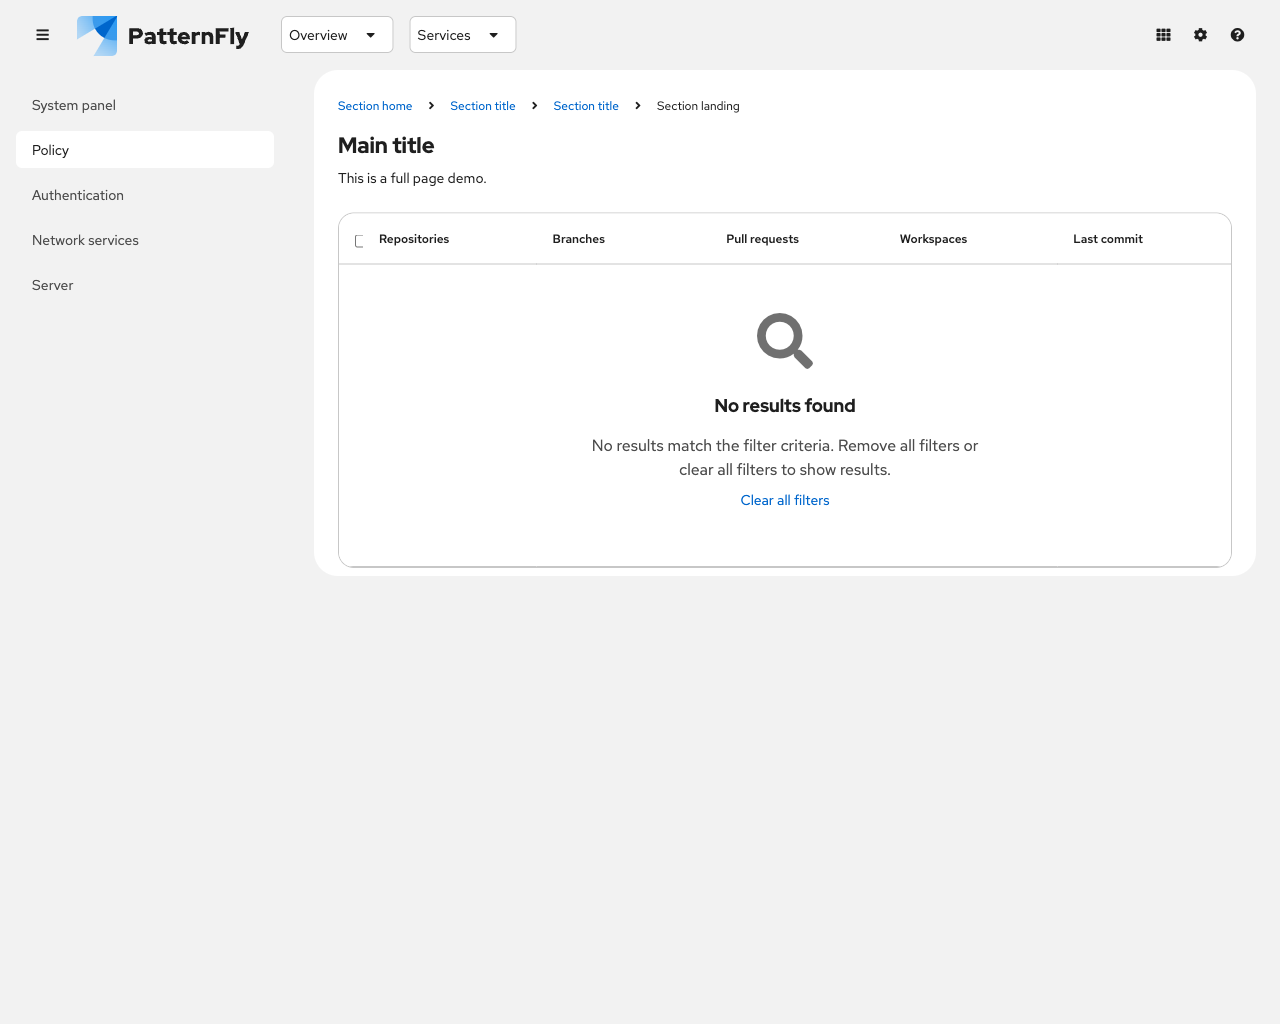 PatternFly Overview Services
System panel
Policy
Authentication
Network services
Server
Section home Section title Section title Section landing
Main title
This is a full page demo.
Repositories Branches Pull requests Workspaces Last commit
No results found
No results match the filter criteria. Remove all filters or
clear all filters to show results.
Clear all filters